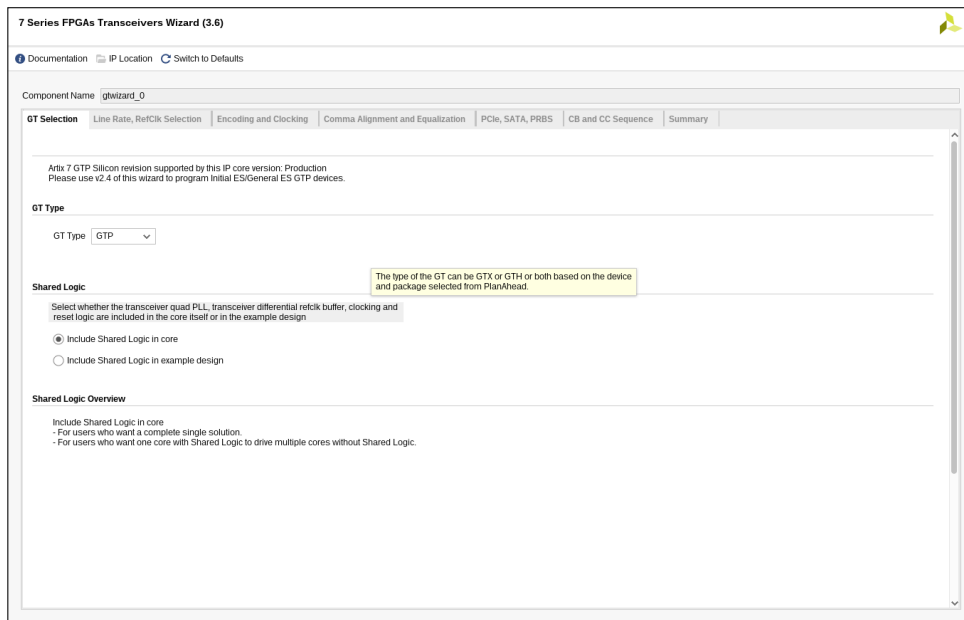 7 Series FPGAs Transceivers Wizard (3.6)
Documentation IP Location Switch to Defaults
Component Name gtwizard_0
GT Selection Line Rate, RefClk Selection Encoding and Clocking Comma Alignment and Equalization PCIe, SATA, PRBS CB and CC Sequence Summary
Artix 7 GTP Silicon revision supported by this IP core version: Production
Please use v2.4 of this wizard to program Initial ES/General ES GTP devices.
GT Type
GT Type GTP
The type of the GT can be GTX or GTH or both based on the device
and package selected from PlanAhead.
Shared Logic
Select whether the transceiver quad PLL, transceiver differential refclk buffer, clocking and
reset logic are included in the core itself or in the example design
Include Shared Logic in core
Include Shared Logic in example design
Shared Logic Overview
Include Shared Logic in core
- For users who want a complete single solution.
- For users who want one core with Shared Logic to drive multiple cores without Shared Logic.